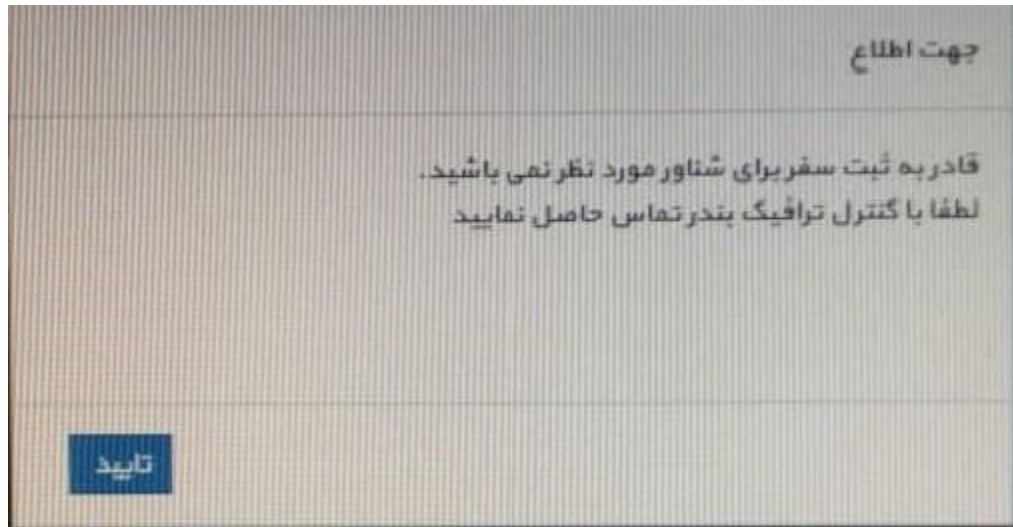 جهت اطلاع
قادر به ثبت سفر برای شناور مورد نظر نمی باشید.
لطفا با کنترل ترافیک بندر تماس حاصل نمایید
تایید